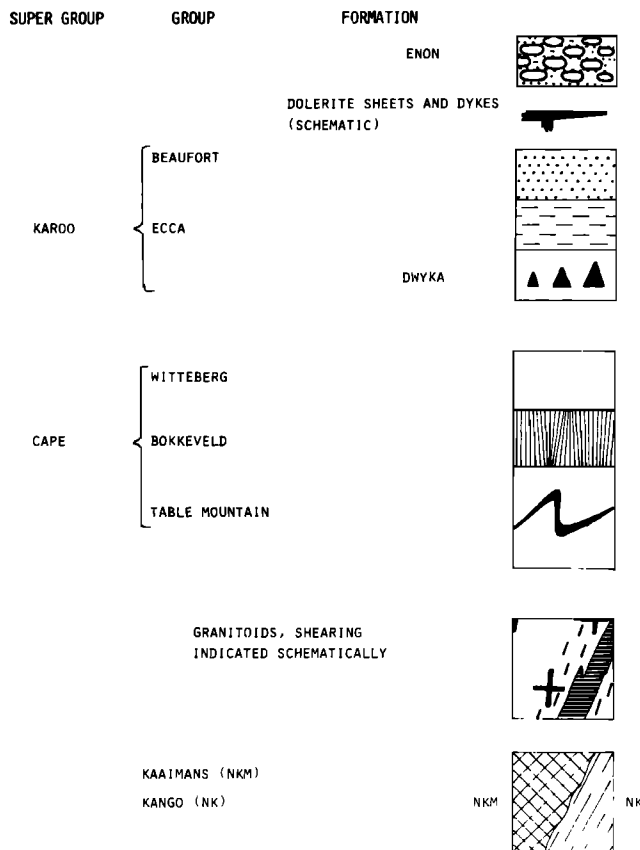 SUPER GROUP GROUP FORMATION
ENON
DOLERITE SHEETS AND DYKES
(SCHEMATIC)
BEAUFORT
KAROO ECCA
DWYKA
WITTEBERG
CAPE BOKKEVELD
TABLE MOUNTAIN
GRANITOIDS, SHEARING
INDICATED SCHEMATICALLY
KAAIMANS (NKM)
KANGO (NK) NKM NK